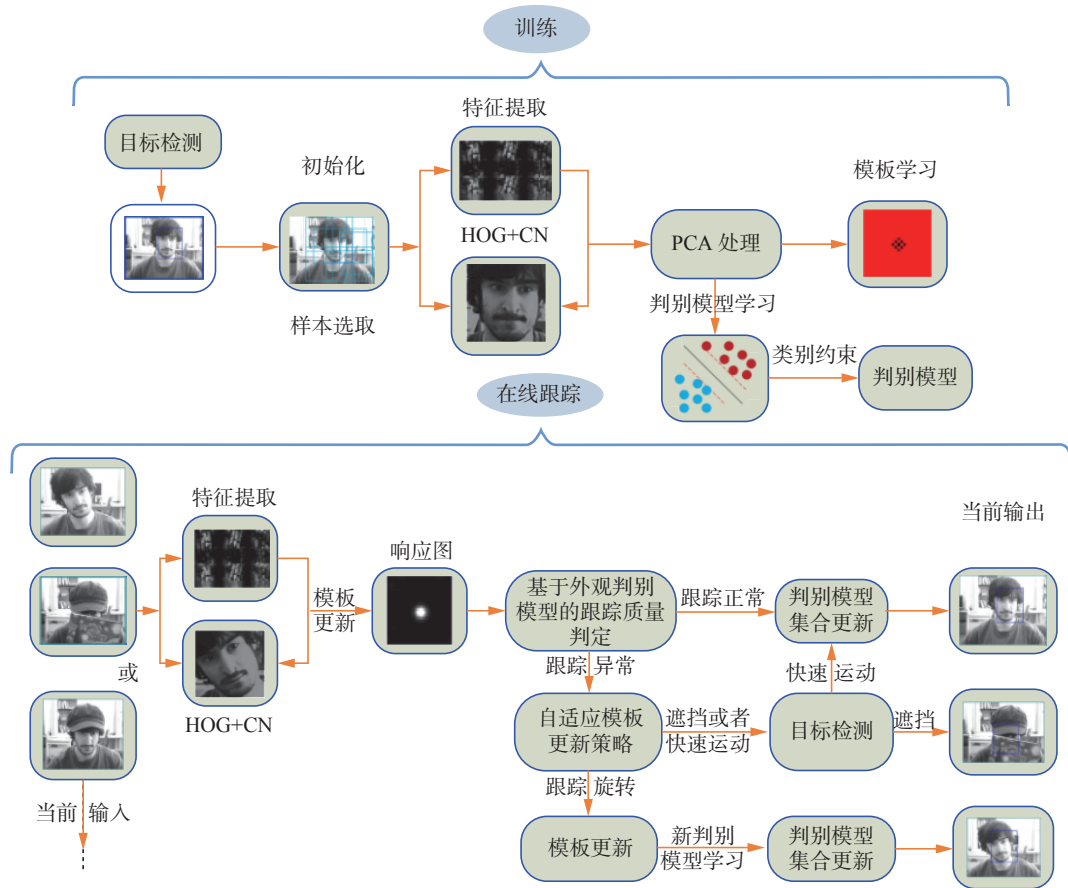 训练
特征提取
目标检测
初始化
模板学习
HOG+CN
PCA 处理
样本选取
判别模型学习
类别约束
判别模型
在线跟踪
特征提取
当前输出
响应图
模板
更新
基于外观判别
模型的跟踪质量
判定
跟踪正常
判别模型
集合更新
或
HOG+CN
跟踪 异常
快速 运动
自适应模板
更新策略
遮挡或者
快速运动
目标检测
遮挡
当前 输入
跟踪 旋转
模板更新
新判别
模型学习
判别模型
集合更新